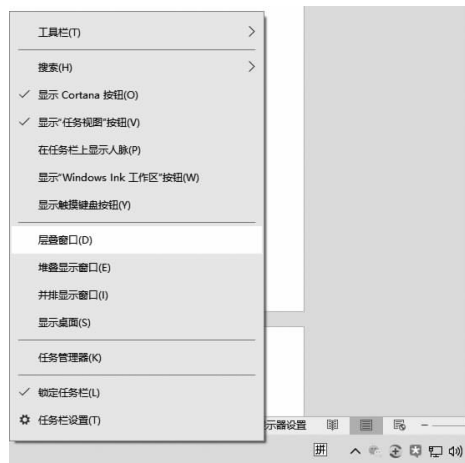 工具栏(T)
搜索(H)
显示 Cortana 按钮(O)
显示“任务视图”按钮(V)
在任务栏上显示人脉(P)
显示“Windows Ink 工作区”按钮(W)
显示触摸键盘按钮(Y)
层叠窗口(D)
堆叠显示窗口(E)
并排显示窗口(I)
显示桌面(S)
任务管理器(K)
锁定任务栏(L)
任务栏设置(T)
示器设置
拼